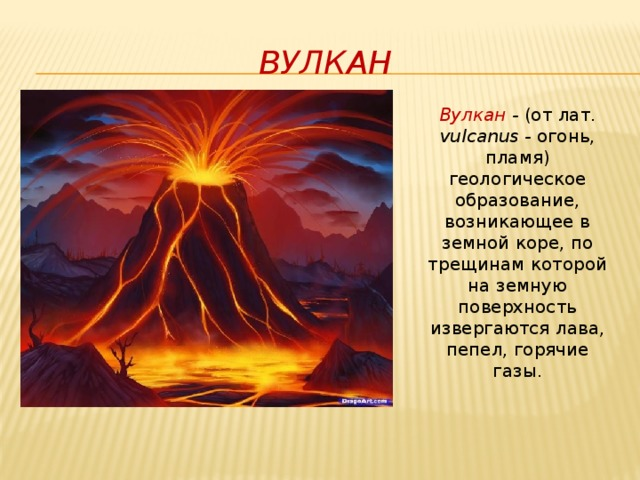 ВУЛКАН
Вулкан - (от лат.
vulcanus - огонь,
пламя)
геологическое
образование,
возникающее в
земной коре, по
трещинам которой
на земную
поверхность
извергаются лава,
пепел, горячие
газы.
DragoArt.com